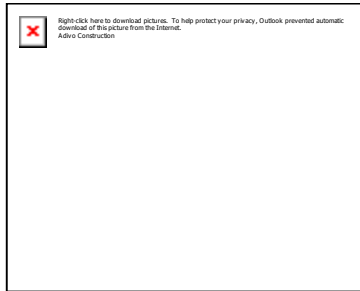 Right-click here to download pictures. To help protect your privacy, Outlook prevented automatic
download of this picture from the Internet.
Adivo Construction